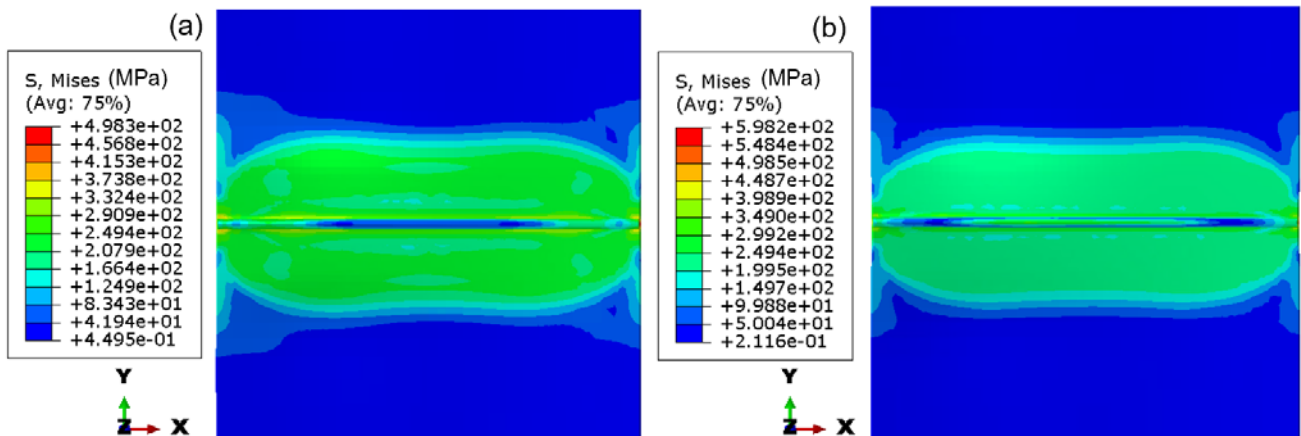 (a)
S, Mises (MPa)
(Avg: 75%)
+4.983e+02
+4.568e+02
+4.153e+02
+3.738e+02
+3.324e+02
+2.909e+02
+2.494e+02
+2.079e+02
+1.664e+02
+1.249e+02
+8.343e+01
+4.194e+01
+4.495e-01
Y
Z
X
(b)
S, Mises (MPa)
(Avg: 75%)
+5.982e+02
+5.484e+02
+4.985e+02
+4.487e+02
+3.989e+02
+3.490e+02
+2.992e+02
+2.494e+02
+1.995e+02
+1.497e+02
+9.988e+01
+5.004e+01
+2.116e-01
Y
Z
X